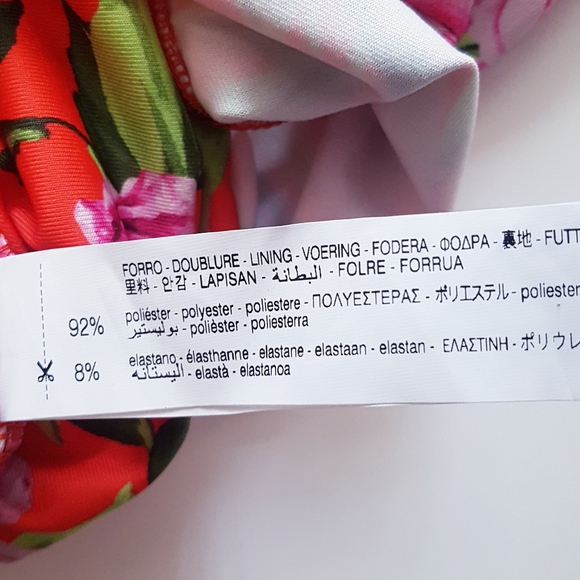 FORRO - DOUBLURE - LINING - VOERING - FODERA - ΦΟΔΡΑ - 裏地 - FUTT
里料 - 안감 - LAPISAN - البطانة - FOLRE - FORRUA
92% poliéster - polyester - poliestere - ΠΟΛΥΕΣΤΕΡΑΣ - ポリエステル - poliester
بوليستير - polièster - poliesterra
8% elastano - élasthanne - elastane - elastaan - elastan - ΕΛΑΣΤΙΝΗ - ポリウレ
اليستانه - elastà - elastanoa